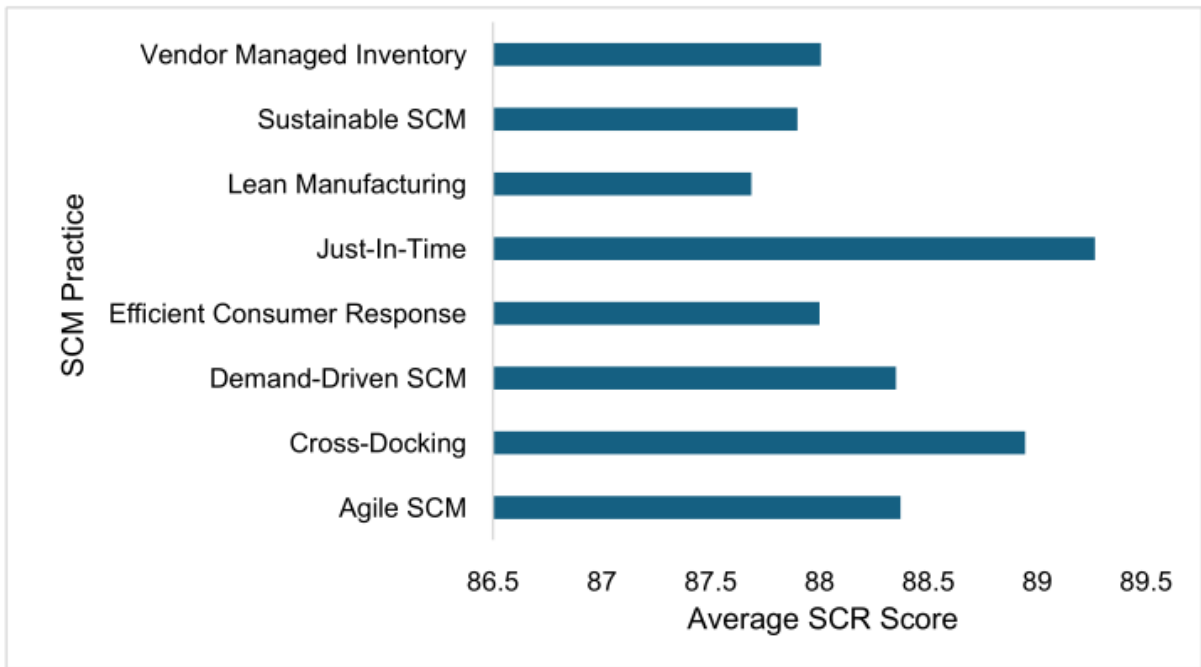 SCM Practice
Vendor Managed Inventory
Sustainable SCM
Lean Manufacturing
Just-In-Time
Efficient Consumer Response
Demand-Driven SCM
Cross-Docking
Agile SCM
86.5 87 87.5 88 88.5 89 89.5
Average SCR Score